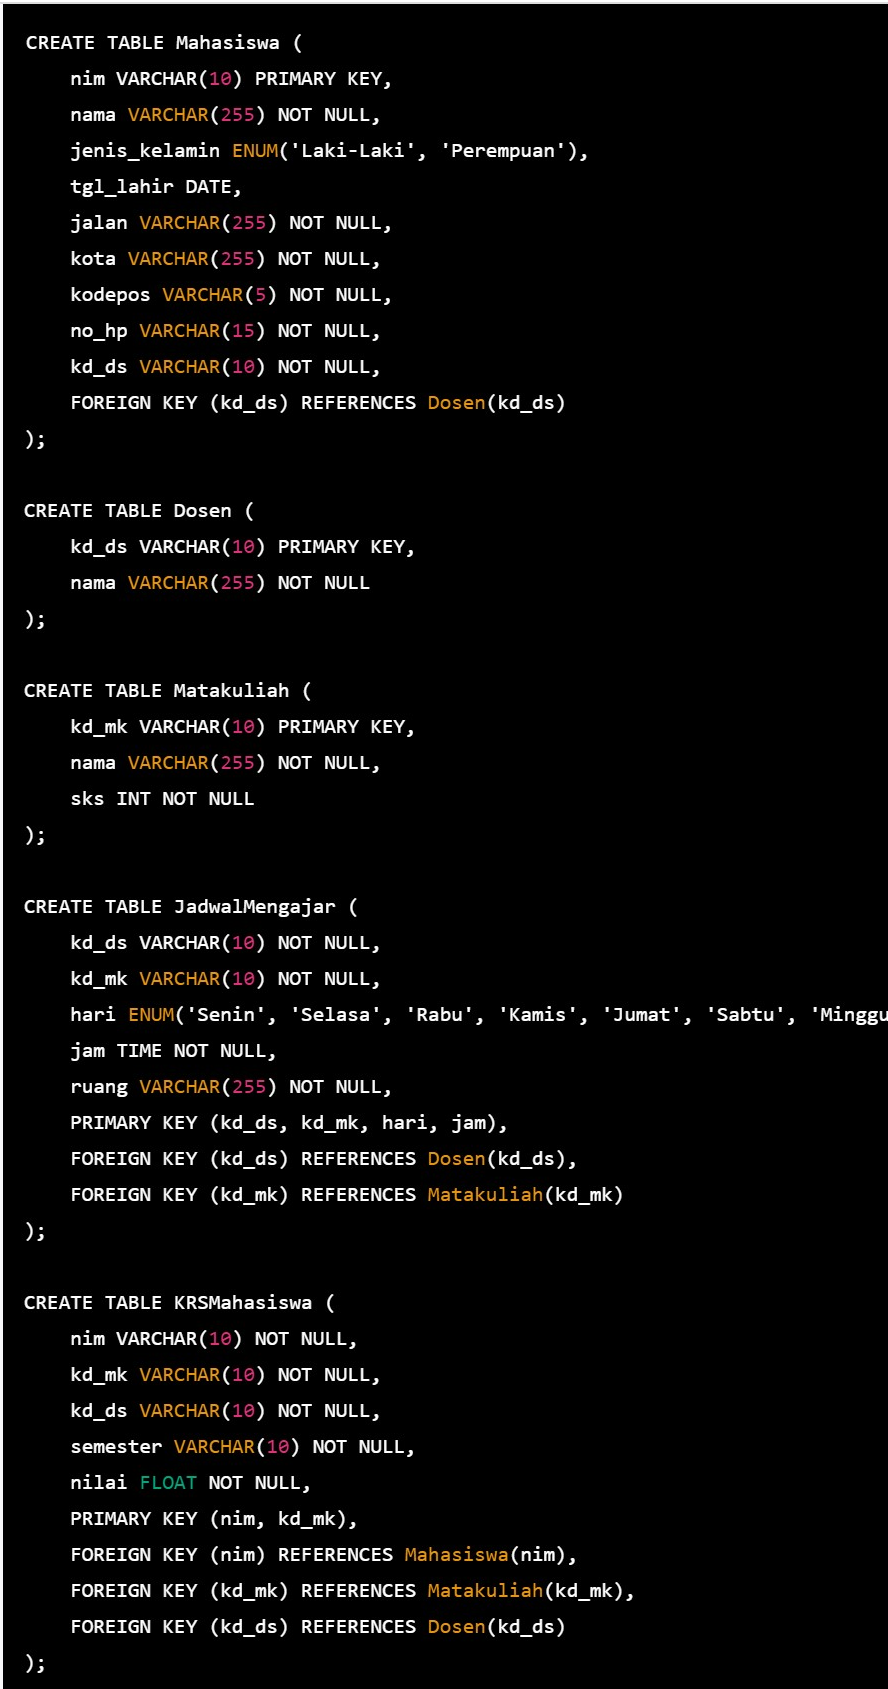 CREATE TABLE Mahasiswa (
    nim VARCHAR(10) PRIMARY KEY,
    nama VARCHAR(255) NOT NULL,
    jenis_kelamin ENUM('Laki-Laki', 'Perempuan'),
    tgl_lahir DATE,
    jalan VARCHAR(255) NOT NULL,
    kota VARCHAR(255) NOT NULL,
    kodepos VARCHAR(5) NOT NULL,
    no_hp VARCHAR(15) NOT NULL,
    kd_ds VARCHAR(10) NOT NULL,
    FOREIGN KEY (kd_ds) REFERENCES Dosen(kd_ds)
);
CREATE TABLE Dosen (
    kd_ds VARCHAR(10) PRIMARY KEY,
    nama VARCHAR(255) NOT NULL
);
CREATE TABLE Matakuliah (
    kd_mk VARCHAR(10) PRIMARY KEY,
    nama VARCHAR(255) NOT NULL,
    sks INT NOT NULL
);
CREATE TABLE JadwalMengajar (
    kd_ds VARCHAR(10) NOT NULL,
    kd_mk VARCHAR(10) NOT NULL,
    hari ENUM('Senin', 'Selasa', 'Rabu', 'Kamis', 'Jumat', 'Sabtu', 'Minggu
    jam TIME NOT NULL,
    ruang VARCHAR(255) NOT NULL,
    PRIMARY KEY (kd_ds, kd_mk, hari, jam),
    FOREIGN KEY (kd_ds) REFERENCES Dosen(kd_ds),
    FOREIGN KEY (kd_mk) REFERENCES Matakuliah(kd_mk)
);
CREATE TABLE KRSMahasiswa (
    nim VARCHAR(10) NOT NULL,
    kd_mk VARCHAR(10) NOT NULL,
    kd_ds VARCHAR(10) NOT NULL,
    semester VARCHAR(10) NOT NULL,
    nilai FLOAT NOT NULL,
    PRIMARY KEY (nim, kd_mk),
    FOREIGN KEY (nim) REFERENCES Mahasiswa(nim),
    FOREIGN KEY (kd_mk) REFERENCES Matakuliah(kd_mk),
    FOREIGN KEY (kd_ds) REFERENCES Dosen(kd_ds)
);